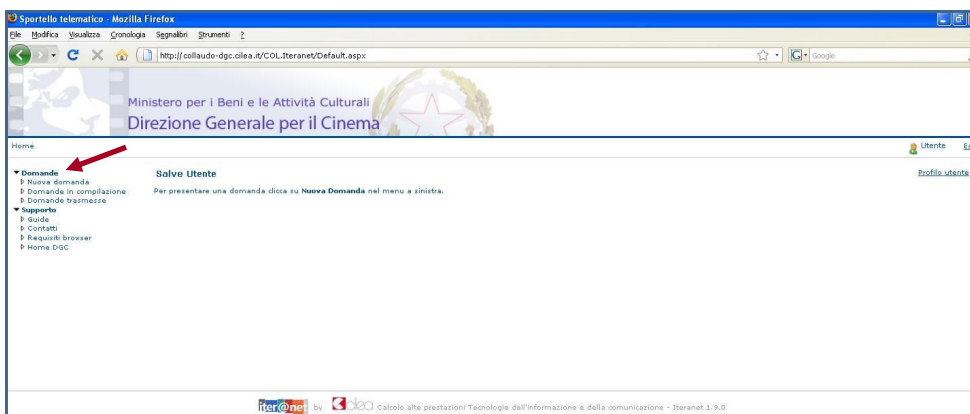 Sportello telematico - Mozilla Firefox
File Modifica Visualizza Cronologia Segnalibri Strumenti ?
http://collaudo-dgc.cilea.it/COL.Iteranet/Default.aspx
Google
Ministero per i Beni e le Attività Culturali
Direzione Generale per il Cinema
Home
Utente
Domande
Nuova domanda
Domande in compilazione
Domande trasmesse
Supporto
Guide
Contatti
Requisiti browser
Home DGC
Salve Utente
Profilo utente
Per presentare una domanda clicca su Nuova Domanda nel menu a sinistra.
iter@net by cilea Calcolo alte prestazioni Tecnologie dell'informazione e della comunicazione - Iteranet 1.9.0